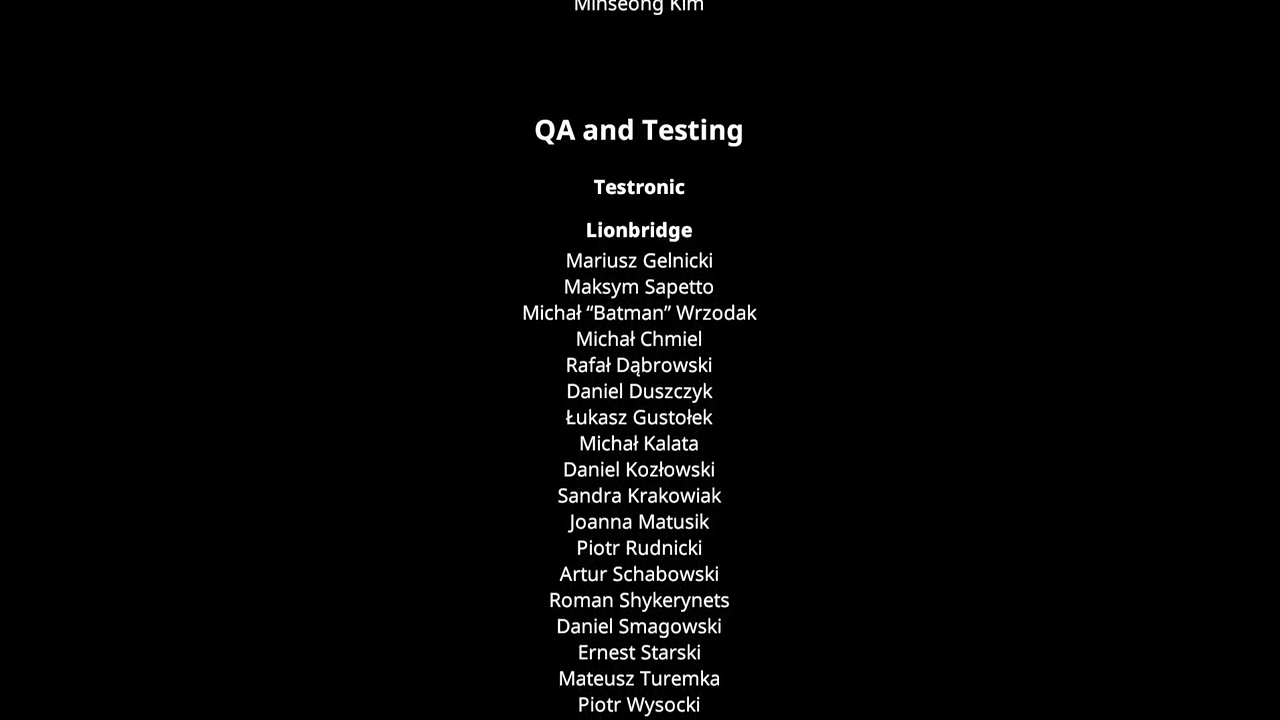 Minseong Kim
QA and Testing
Testronic
Lionbridge
Mariusz Gelnicki
Maksym Sapetto
Michał “Batman” Wrzodak
Michał Chmiel
Rafał Dąbrowski
Daniel Duszczyk
Łukasz Gustołek
Michał Kalata
Daniel Kozłowski
Sandra Krakowiak
Joanna Matusik
Piotr Rudnicki
Artur Schabowski
Roman Shykerynets
Daniel Smagowski
Ernest Starski
Mateusz Turemka
Piotr Wysocki